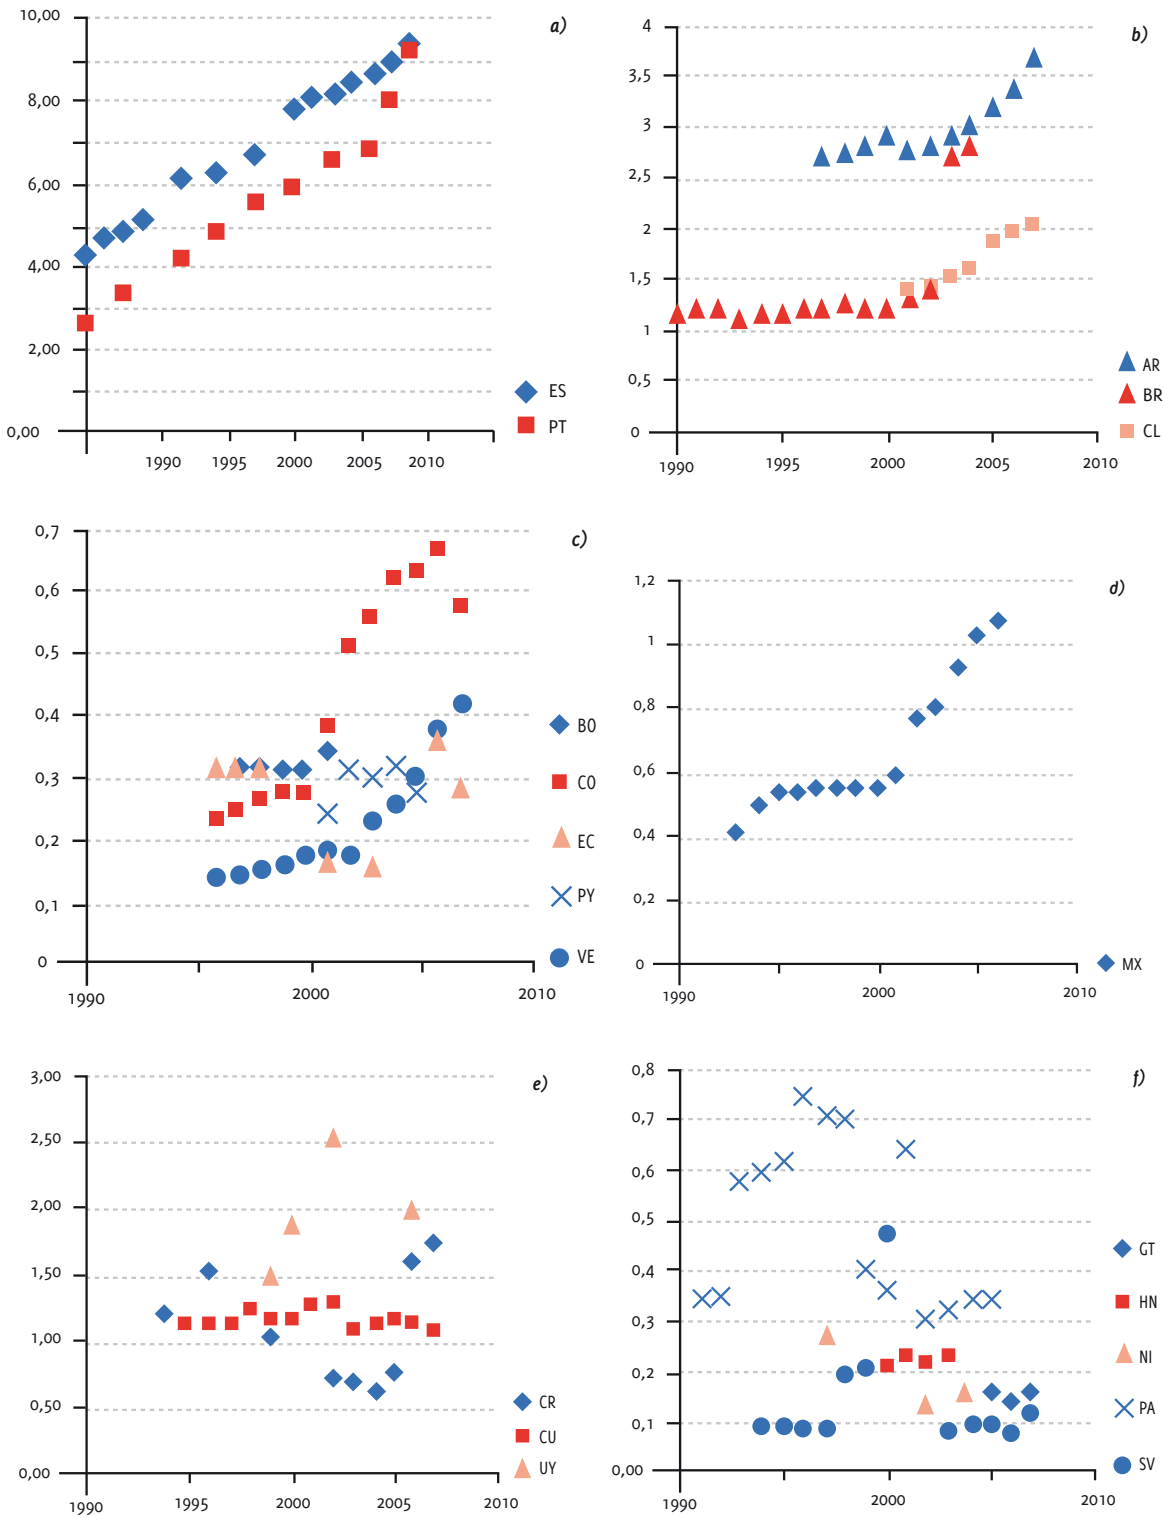 a)
10,00
8,00
6,00
4,00
2,00
0,00
1990 1995 2000 2005 2010
ES
PT
b)
4
3,5
3
2,5
2
1,5
1
0,5
0
1990 1995 2000 2005 2010
AR
BR
CL
c)
0,7
0,6
0,5
0,4
0,3
0,2
0,1
0
1990 2000 2010
BO
CO
EC
PY
VE
d)
1,2
1
0,8
0,6
0,4
0,2
0
1990 2000 2010
MX
e)
3,00
2,50
2,00
1,50
1,00
0,50
0,00
1990 1995 2000 2005 2010
CR
CU
UY
f)
0,8
0,7
0,6
0,5
0,4
0,3
0,2
0,1
0,00
1990 2000 2010
GT
HN
NI
PA
SV